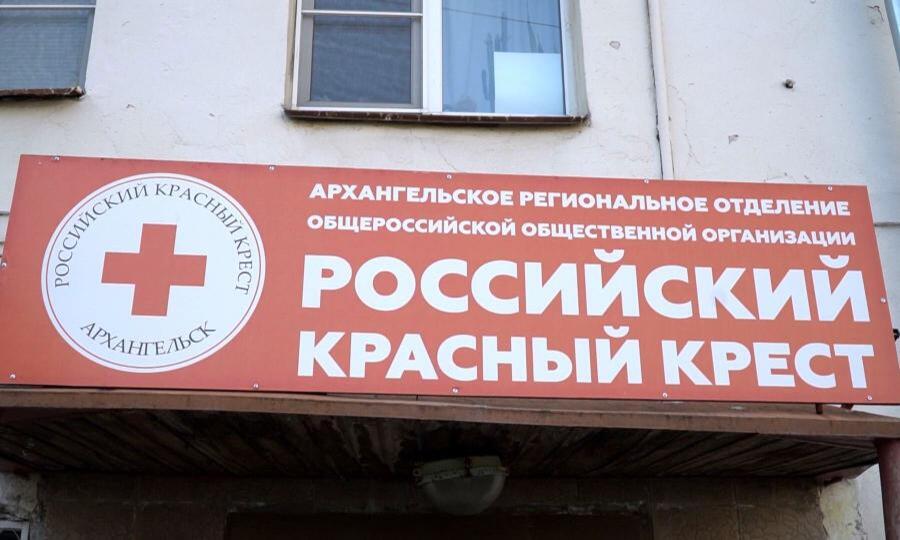 РОССИЙСКИЙ КРАСНЫЙ КРЕСТ
АРХАНГЕЛЬСК
АРХАНГЕЛЬСКОЕ РЕГИОНАЛЬНОЕ ОТДЕЛЕНИЕ
ОБЩЕРОССИЙСКОЙ ОБЩЕСТВЕННОЙ ОРГАНИЗАЦИИ
РОССИЙСКИЙ
КРАСНЫЙ КРЕСТ